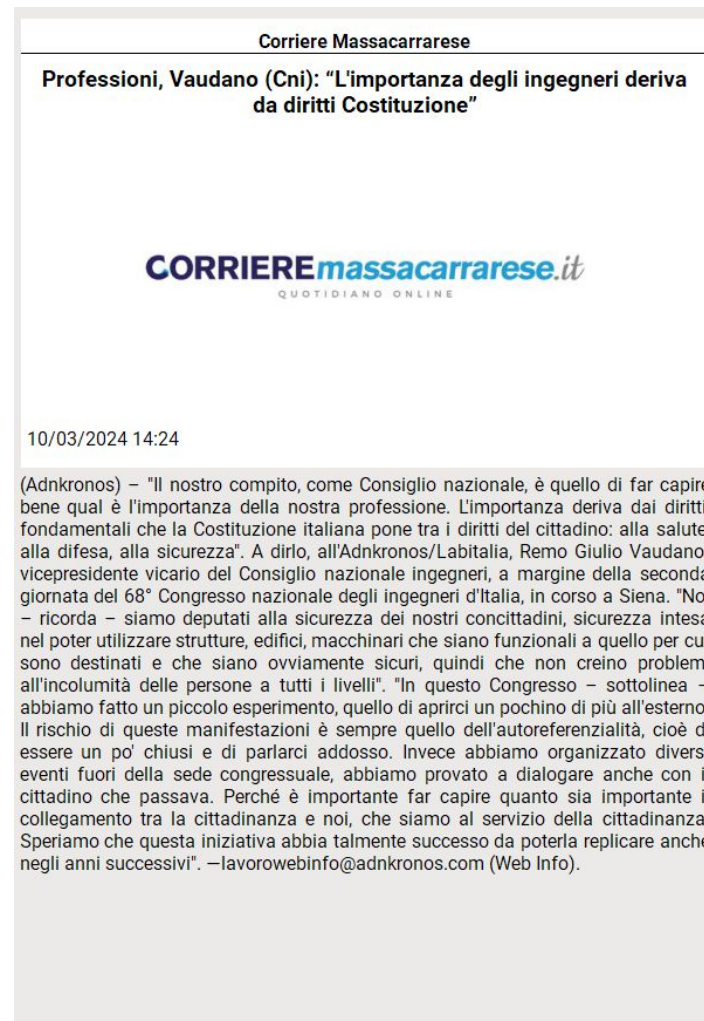 Corriere Massacarrarese
Professioni, Vaudano (Cni): “L'importanza degli ingegneri deriva
da diritti Costituzione”
CORRIEREmassacarrarese.it
QUOTIDIANO ONLINE
10/03/2024 14:24
(Adnkronos) – "Il nostro compito, come Consiglio nazionale, è quello di far capire
bene qual è l'importanza della nostra professione. L'importanza deriva dai diritti
fondamentali che la Costituzione italiana pone tra i diritti del cittadino: alla salute
alla difesa, alla sicurezza". A dirlo, all'Adnkronos/Labitalia, Remo Giulio Vaudano
vicepresidente vicario del Consiglio nazionale ingegneri, a margine della seconda
giornata del 68° Congresso nazionale degli ingegneri d'Italia, in corso a Siena. "No
– ricorda – siamo deputati alla sicurezza dei nostri concittadini, sicurezza intesa
nel poter utilizzare strutture, edifici, macchinari che siano funzionali a quello per cu
sono destinati e che siano ovviamente sicuri, quindi che non creino problem
all'incolumità delle persone a tutti i livelli". "In questo Congresso – sottolinea –
abbiamo fatto un piccolo esperimento, quello di aprirci un pochino di più all'esterno
Il rischio di queste manifestazioni è sempre quello dell'autoreferenzialità, cioè d
essere un po' chiusi e di parlarci addosso. Invece abbiamo organizzato divers
eventi fuori della sede congressuale, abbiamo provato a dialogare anche con i
cittadino che passava. Perché è importante far capire quanto sia importante i
collegamento tra la cittadinanza e noi, che siamo al servizio della cittadinanza
Speriamo che questa iniziativa abbia talmente successo da poterla replicare anche
negli anni successivi". —lavorowebinfo@adnkronos.com (Web Info).